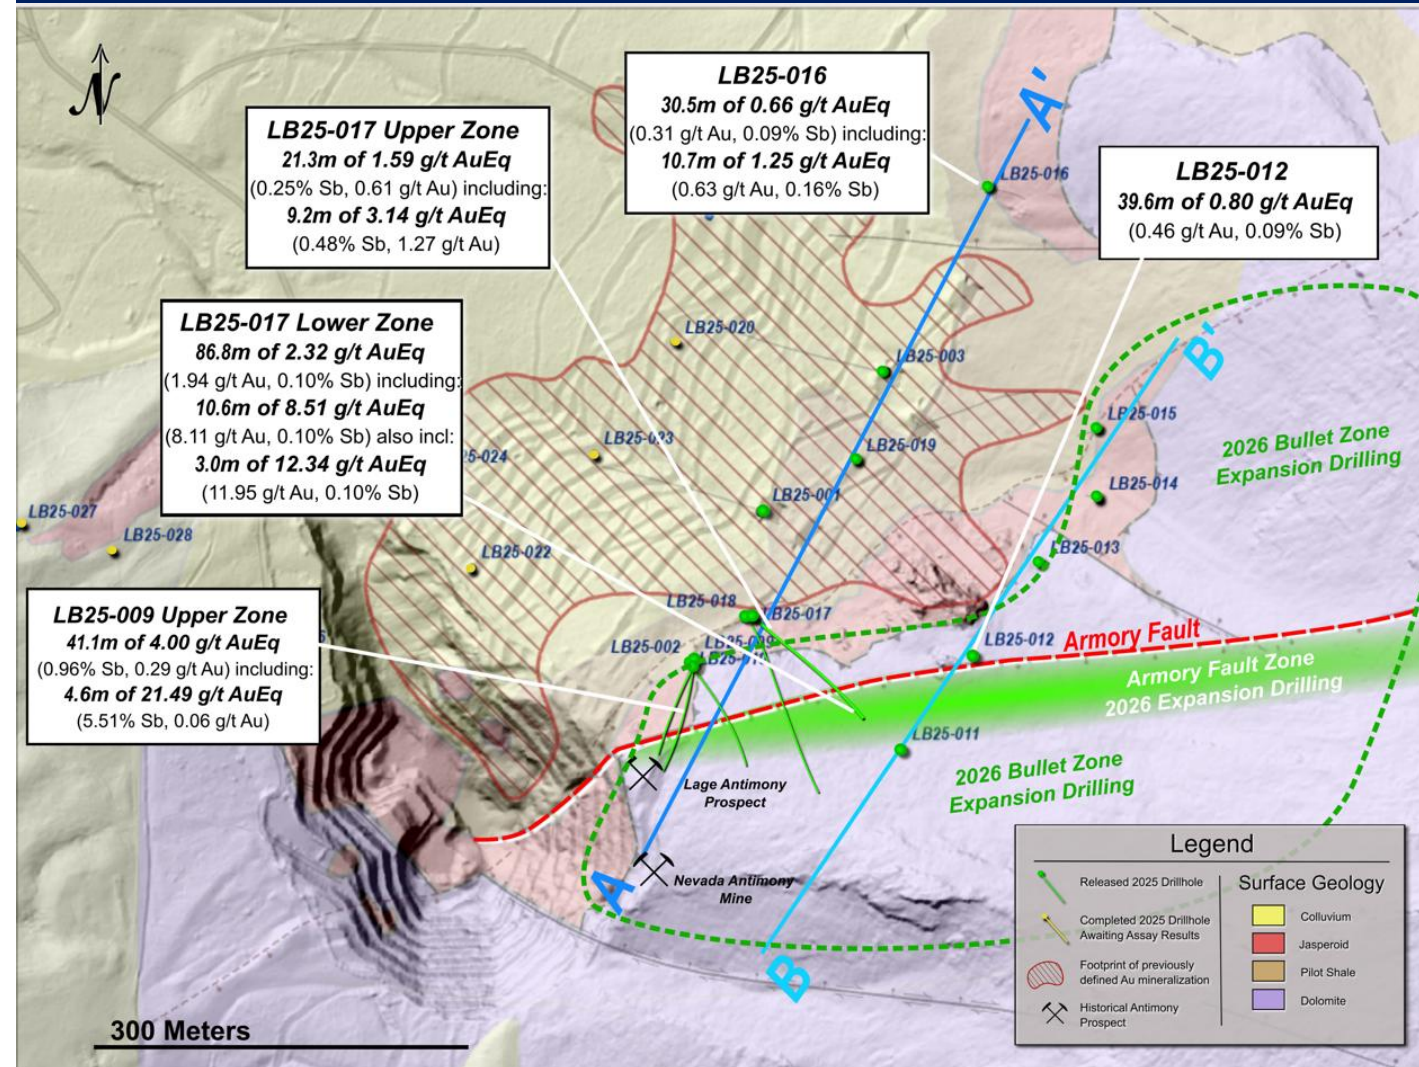 N
LB25-017 Upper Zone
21.3m of 1.59 g/t AuEq
(0.25% Sb, 0.61 g/t Au) including:
9.2m of 3.14 g/t AuEq
(0.48% Sb, 1.27 g/t Au)
LB25-016
30.5m of 0.66 g/t AuEq
(0.31 g/t Au, 0.09% Sb) including:
10.7m of 1.25 g/t AuEq
(0.63 g/t Au, 0.16% Sb)
A'
LB25-016
LB25-012
39.6m of 0.80 g/t AuEq
(0.46 g/t Au, 0.09% Sb)
LB25-017 Lower Zone
86.8m of 2.32 g/t AuEq
(1.94 g/t Au, 0.10% Sb) including:
10.6m of 8.51 g/t AuEq
(8.11 g/t Au, 0.10% Sb) also incl:
3.0m of 12.34 g/t AuEq
(11.95 g/t Au, 0.10% Sb)
LB25-020
LB25-003
B'
LB25-015
LB25-023
5-024
LB25-019
2026 Bullet Zone
Expansion Drilling
LB25-001
LB25-014
LB25-027
LB25-028
LB25-022
LB25-013
LB25-009 Upper Zone
41.1m of 4.00 g/t AuEq
(0.96% Sb, 0.29 g/t Au) including:
4.6m of 21.49 g/t AuEq
(5.51% Sb, 0.06 g/t Au)
LB25-018
LB25-017
LB25-002
LB25-009
LB25-012
Armory Fault
Armory Fault Zone
2026 Expansion Drilling
LB25-011
2026 Bullet Zone
Expansion Drilling
Lage Antimony
Prospect
A
Nevada Antimony
Mine
B
300 Meters
Legend
Released 2025 Drillhole
Completed 2025 Drillhole
Awaiting Assay Results
Footprint of previously
defined Au mineralization
Historical Antimony
Prospect
Surface Geology
Colluvium
Jasperoid
Pilot Shale
Dolomite